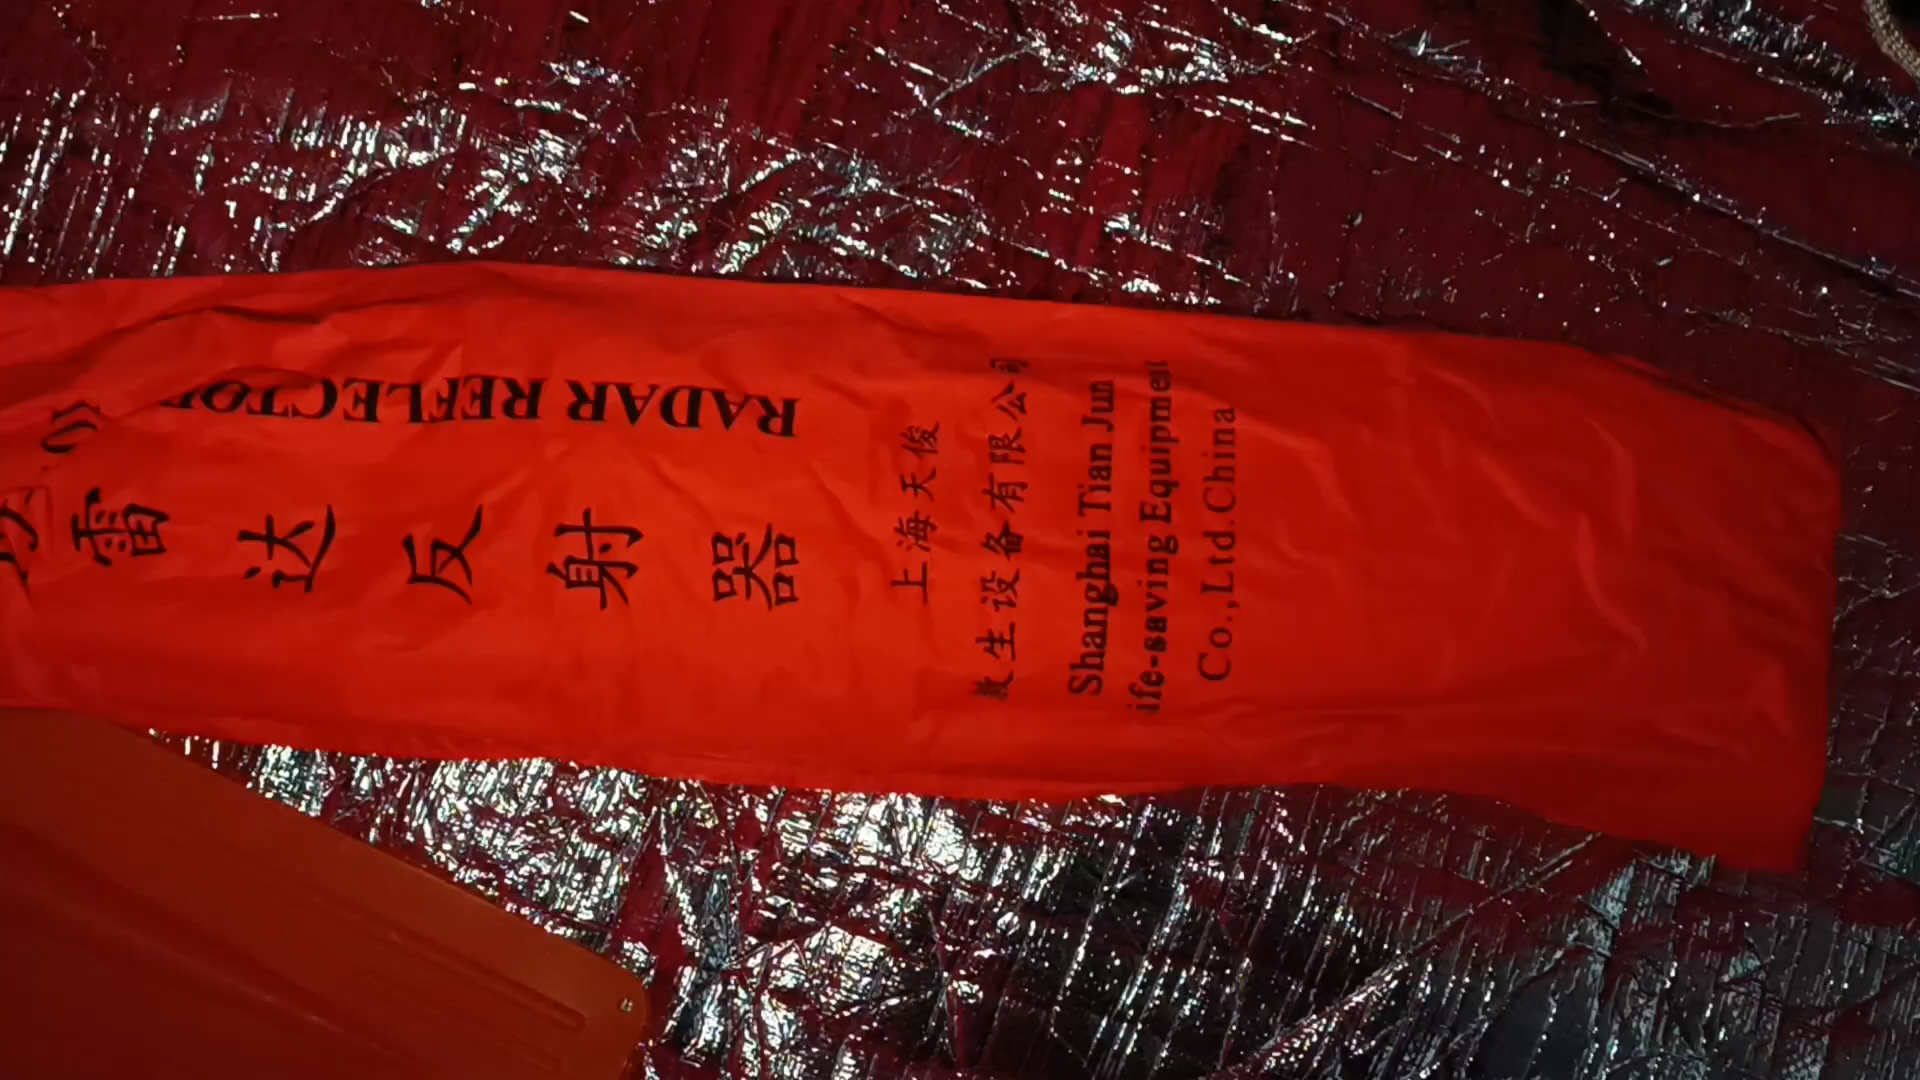 雷达反射器
RADAR REFLECTOR
上海天俊
救生设备有限公司
Shanghai Tian Jun
ife-saving Equipment
Co.,Ltd.China